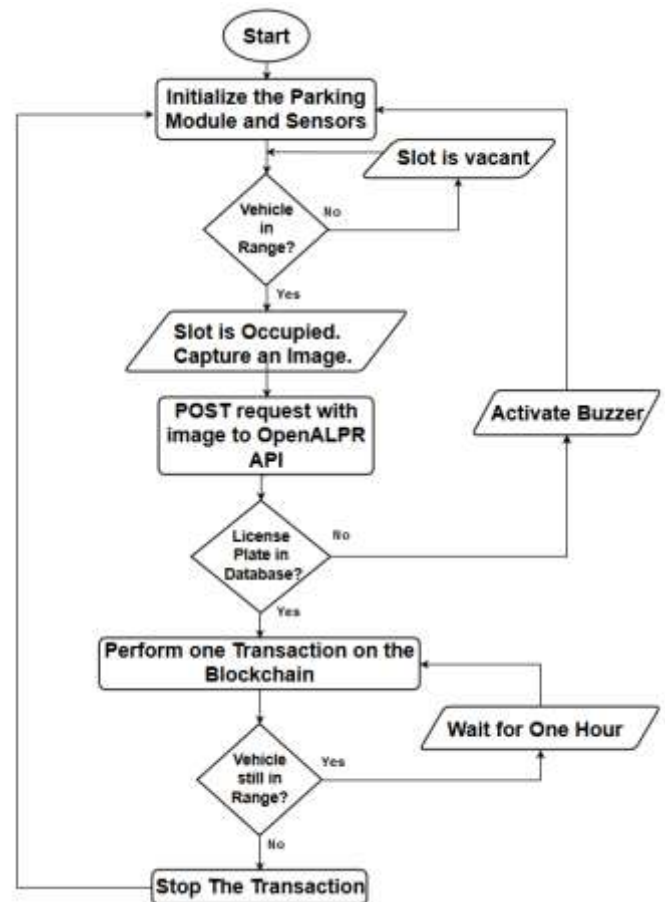 Start
Initialize the Parking
Module and Sensors
Slot is vacant
Vehicle
in
Range?
No
Yes
Slot is Occupied.
Capture an Image.
POST request with
image to OpenALPR
API
Activate Buzzer
License
Plate in
Database?
No
Yes
Perform one Transaction on the
Blockchain
Wait for One Hour
Vehicle
still in
Range?
Yes
No
Stop The Transaction